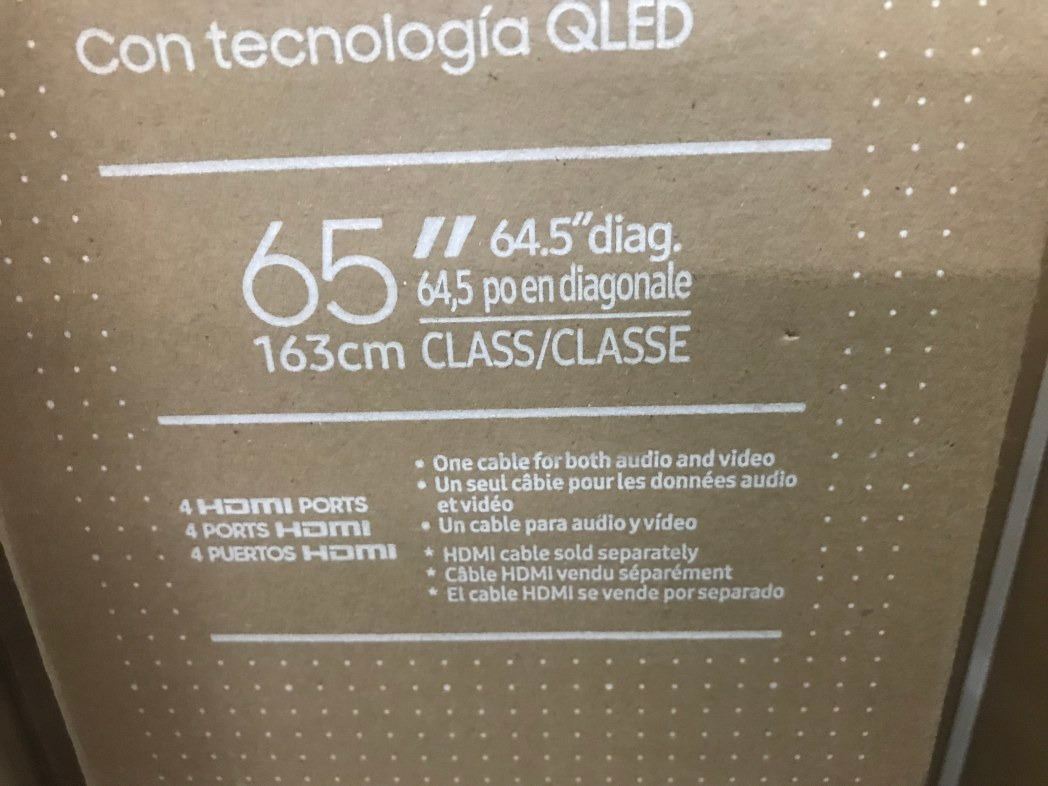 Con tecnología QLED
65" 64.5"diag.
64,5 po en diagonale
163cm CLASS/CLASSE
• One cable for both audio and video
• Un seul câbie pour les données audio
et vidéo
• Un cable para audio y vídeo
4 HDMI PORTS
4 PORTS HDMI
4 PUERTOS HDMI
* HDMI cable sold separately
* Câble HDMI vendu séparément
* El cable HDMI se vende por separado